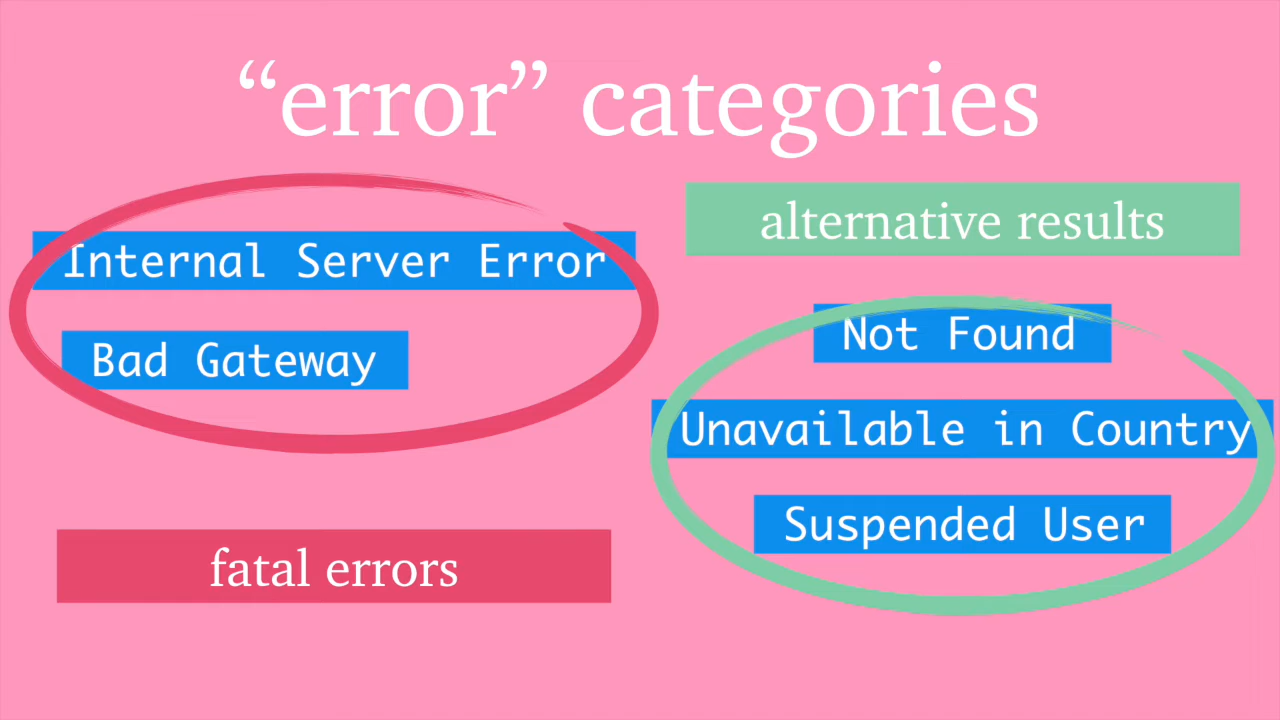 “error” categories
Internal Server Error
Bad Gateway
fatal errors
alternative results
Not Found
Unavailable in Country
Suspended User